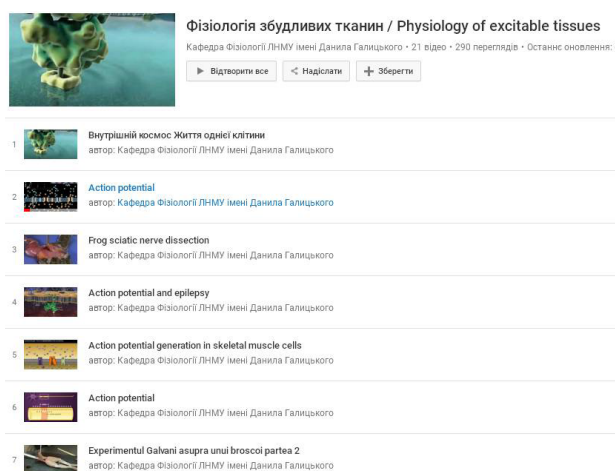 Фізіологія збудливих тканин / Physiology of excitable tissues
Кафедра Фізіології ЛНМУ імені Данила Галицького • 21 відео • 290 переглядів • Останнє оновлення:
Відтворити все
Надіслати
Зберегти
1
Внутрішній космос Життя однієї клітини
автор: Кафедра Фізіології ЛНМУ імені Данила Галицького
2
Action potential
автор: Кафедра Фізіології ЛНМУ імені Данила Галицького
3
Frog sciatic nerve dissection
автор: Кафедра Фізіології ЛНМУ імені Данила Галицького
4
Action potential and epilepsy
автор: Кафедра Фізіології ЛНМУ імені Данила Галицького
5
Action potential generation in skeletal muscle cells
автор: Кафедра Фізіології ЛНМУ імені Данила Галицького
6
Action potential
автор: Кафедра Фізіології ЛНМУ імені Данила Галицького
7
Experimentul Galvani asupra unui broscoi partea 2
автор: Кафедра Фізіології ЛНМУ імені Данила Галицького